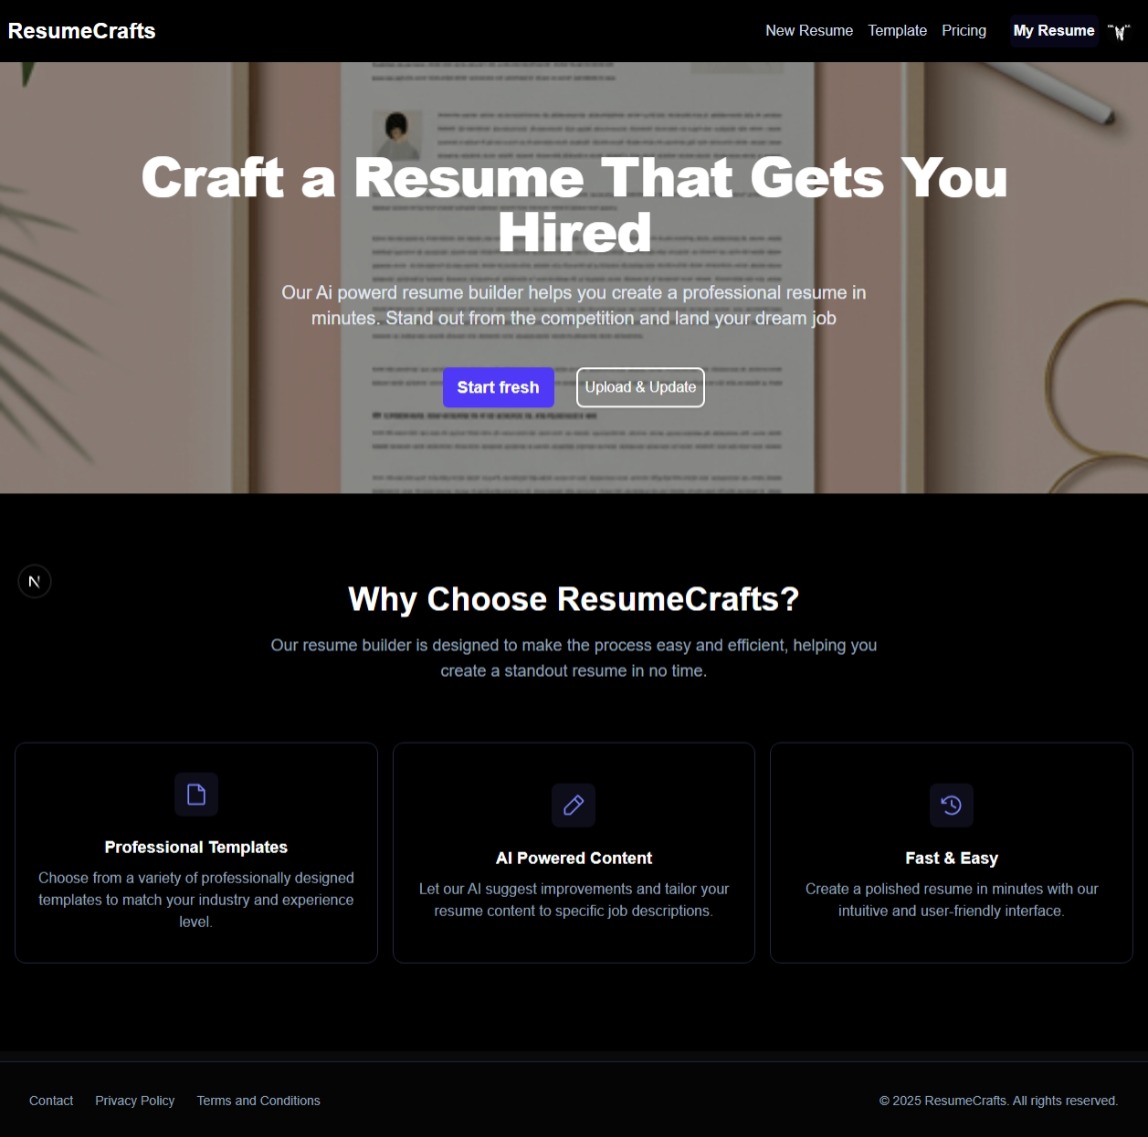 ResumeCrafts
New Resume Template Pricing My Resume
Craft a Resume That Gets You
Hired
Our Ai powerd resume builder helps you create a professional resume in
minutes. Stand out from the competition and land your dream job
Start fresh Upload & Update
N
Why Choose ResumeCrafts?
Our resume builder is designed to make the process easy and efficient, helping you
create a standout resume in no time.
Professional Templates
Choose from a variety of professionally designed
templates to match your industry and experience
level.
AI Powered Content
Let our AI suggest improvements and tailor your
resume content to specific job descriptions.
Fast & Easy
Create a polished resume in minutes with our
intuitive and user-friendly interface.
Contact Privacy Policy Terms and Conditions
© 2025 ResumeCrafts. All rights reserved.